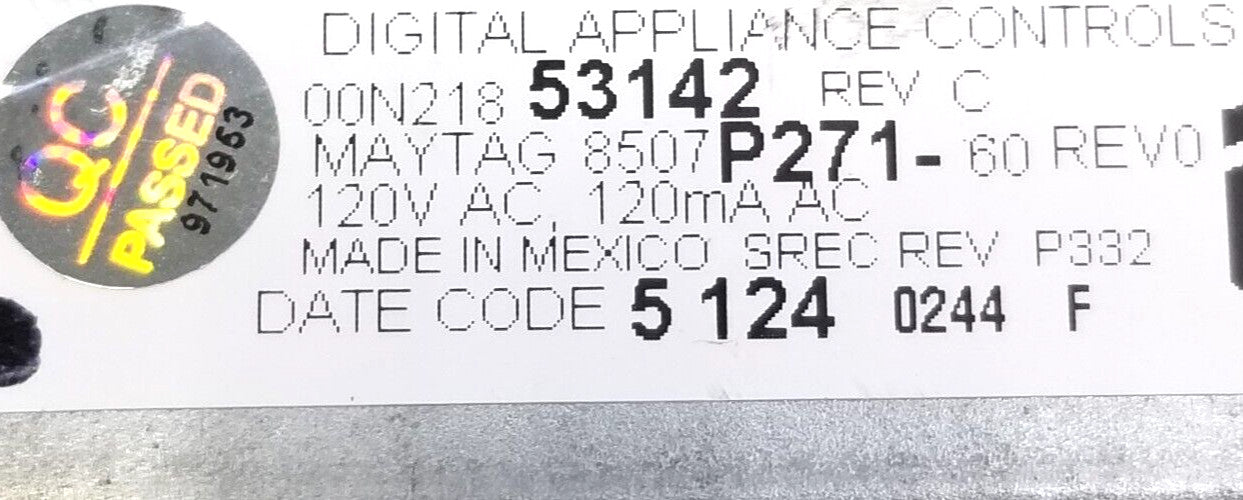 DIGITAL APPLIANCE CONTROLS
00N218 53142 REV C
MAYTAG 8507P271-60 REV0
120V AC, 120mA AC
MADE IN MEXICO SREC REV P332
DATE CODE 5 124 0244 F
QC
PASSED
971963